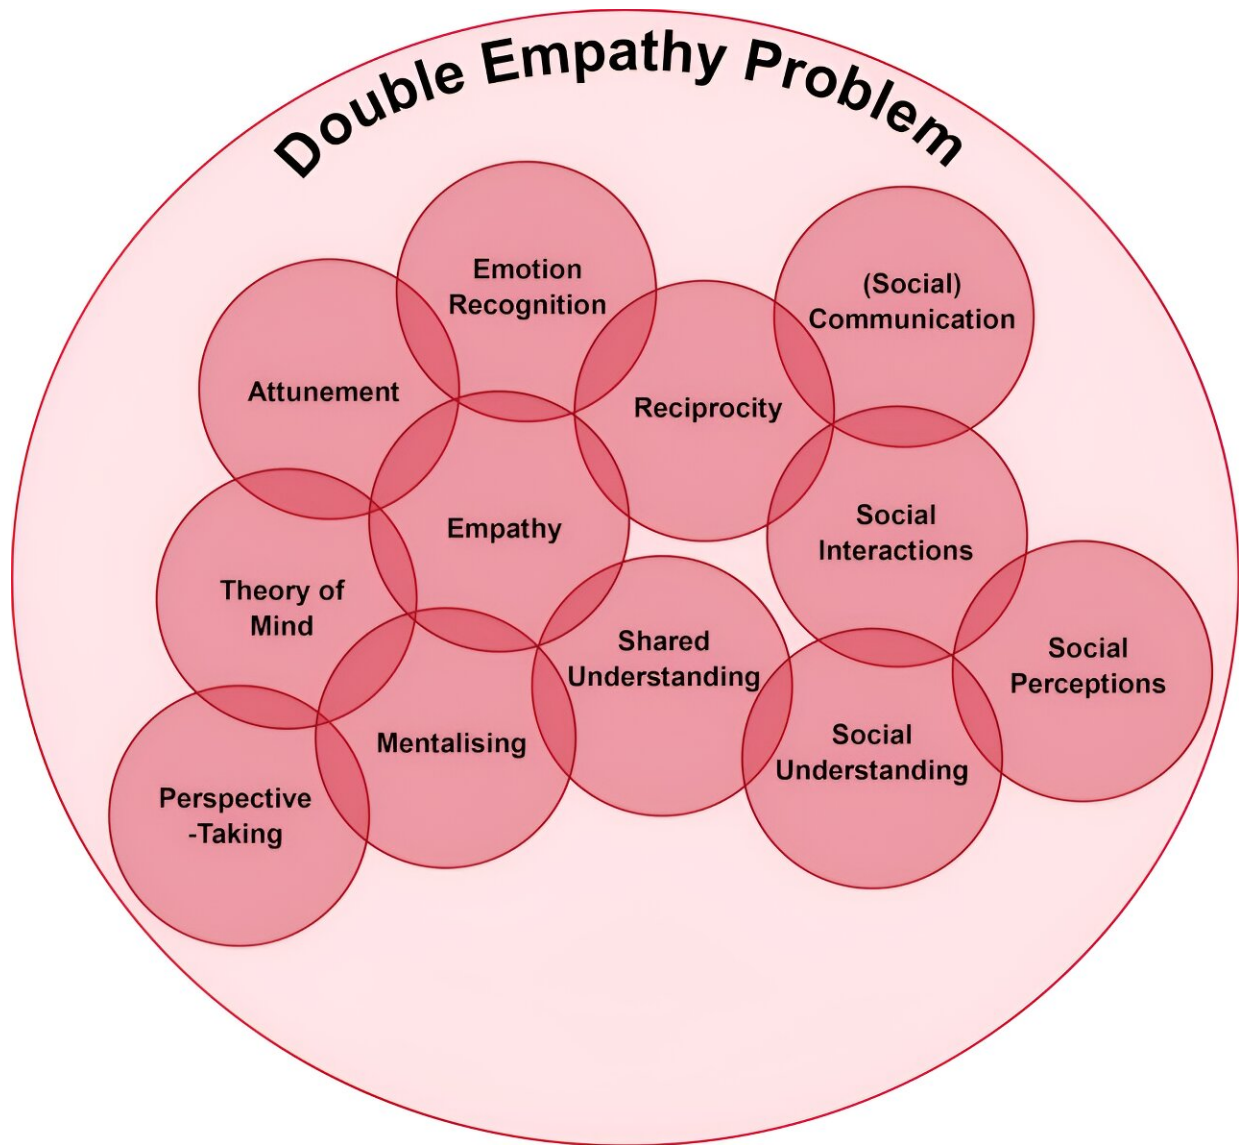 Double Empathy Problem
Emotion
Recognition
(Social)
Communication
Attunement
Reciprocity
Empathy
Social
Interactions
Theory of
Mind
Shared
Understanding
Social
Perceptions
Mentalising
Social
Understanding
Perspective
-Taking